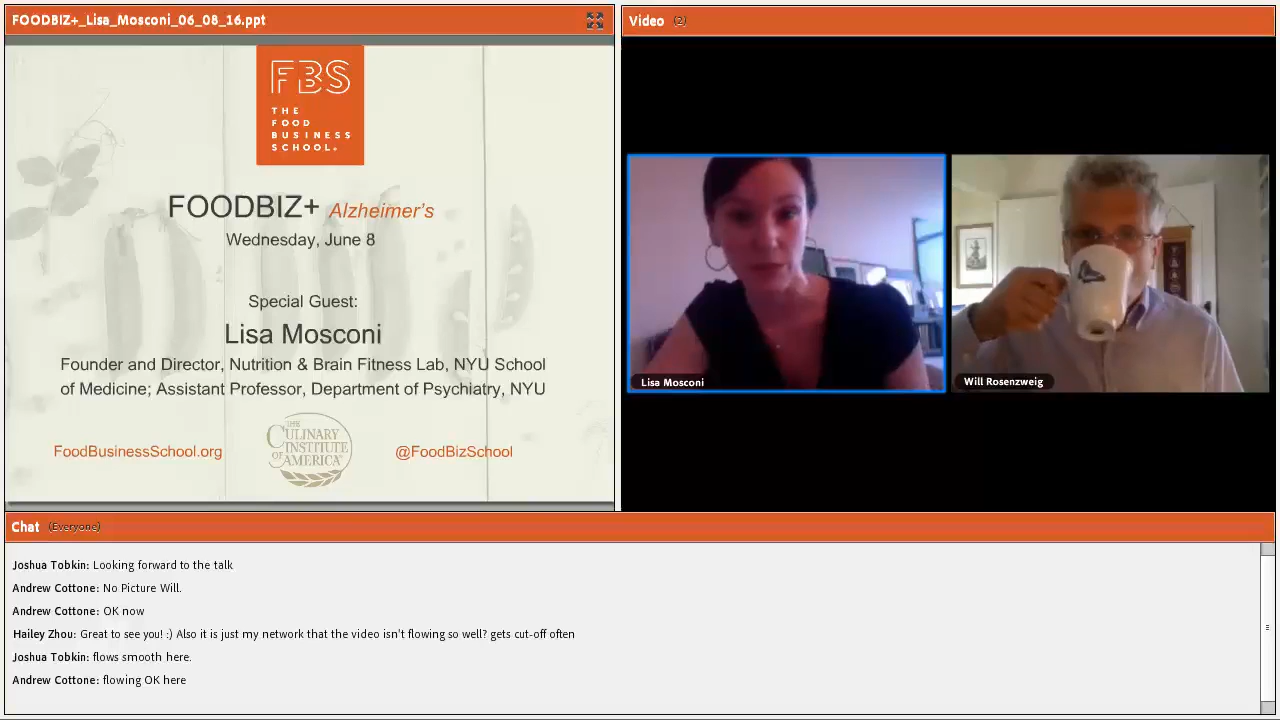 FOODBIZ+_Lisa_Mosconi_06_08_16.ppt
FBS
THE
FOOD
BUSINESS
SCHOOL.
FOODBIZ+ Alzheimer's
Wednesday, June 8
Special Guest:
Lisa Mosconi
Founder and Director, Nutrition & Brain Fitness Lab, NYU School
of Medicine; Assistant Professor, Department of Psychiatry, NYU
FoodBusinessSchool.org
THE
CULINARY
INSTITUTE
OF AMERICA
@FoodBizSchool
Video (2)
Lisa Mosconi
Will Rosenzweig
Chat (Everyone)
Joshua Tobkin: Looking forward to the talk
Andrew Cottone: No Picture Will.
Andrew Cottone: OK now
Hailey Zhou: Great to see you! :) Also it is just my network that the video isn't flowing so well? gets cut-off often
Joshua Tobkin: flows smooth here.
Andrew Cottone: flowing OK here